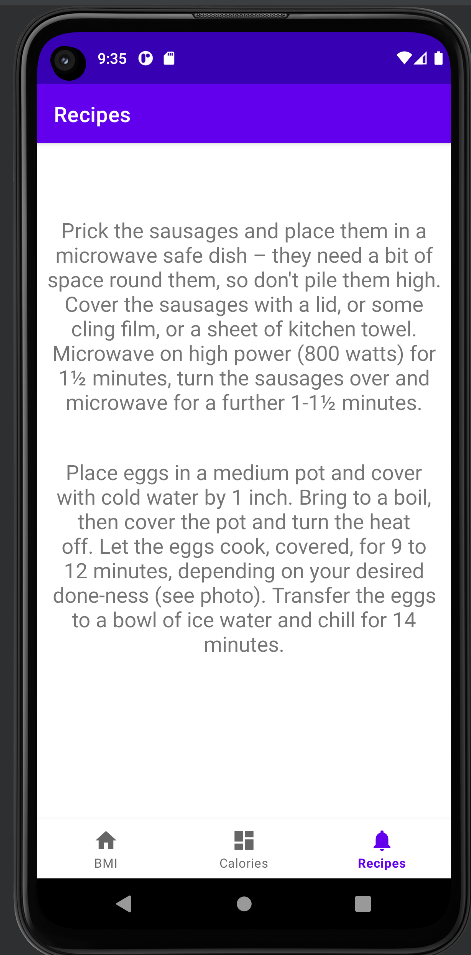 9:35
Recipes
Prick the sausages and place them in a
microwave safe dish – they need a bit of
space round them, so don't pile them high.
Cover the sausages with a lid, or some
cling film, or a sheet of kitchen towel.
Microwave on high power (800 watts) for
1½ minutes, turn the sausages over and
microwave for a further 1-1½ minutes.
Place eggs in a medium pot and cover
with cold water by 1 inch. Bring to a boil,
then cover the pot and turn the heat
off. Let the eggs cook, covered, for 9 to
12 minutes, depending on your desired
done-ness (see photo). Transfer the eggs
to a bowl of ice water and chill for 14
minutes.
BMI Calories Recipes